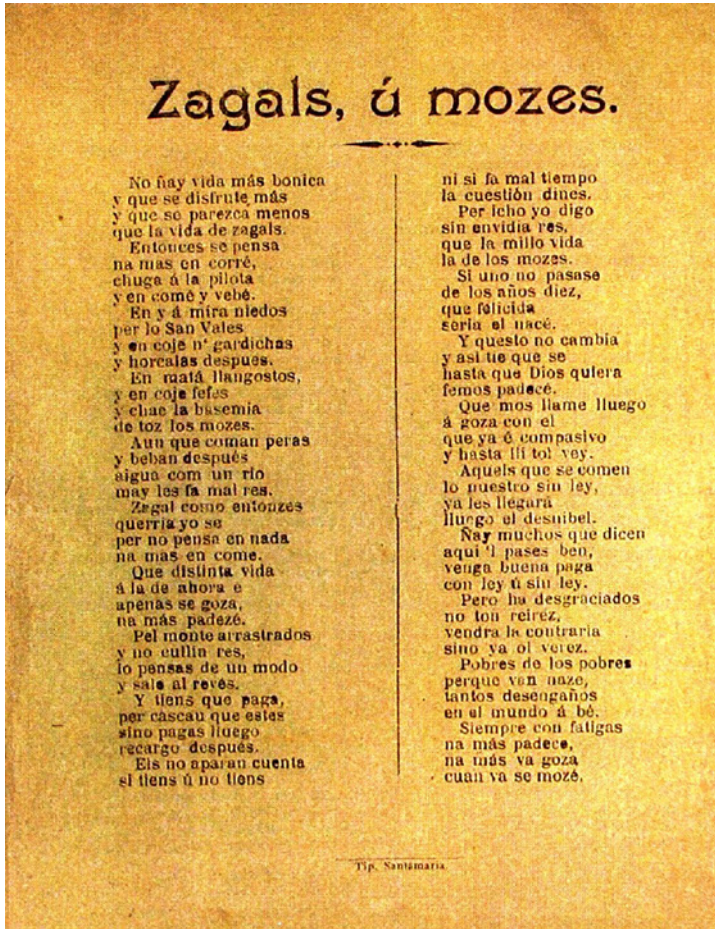 Zagals, ú mozes.
No ñay vida más bonica
y que se disfrute más
y que se parezca menos
que la vida de zagals.
Entonces se pensa
na mas en corré,
chuga á la pilota
y en comé y vebé.
En y á mira niedos
per lo San Vales
y en coje n' gardichas
y horcalas despues.
En matá llangostos,
y en coje fefes
y chae la basemia
de toz los mozes.
Aun que coman peras
y beban después
aigua com un rio
may les fa mal res.
Zagal como entonzes
querria yo se
per no pensa en nada
na mas en come.
Que distinta vida
á la de ahora e
apenas se goza,
na más padezé.
Pel monte arrastrados
y no cullin res,
lo pensas de un modo
y sale al revés.
Y tiens que paga,
per cascau que estes
sino pagas lluego
recargo después.
Els no aparan cuenta
si tiens ú no tiens
ni si fa mal tiempo
la cuestión dines.
Per icho yo digo
sin envidia res,
que la millo vida
la de los mozes.
Si uno no pasase
de los años diez,
que felicida
seria el nacé.
Y questo no cambia
y asi tie que se
hasta que Dios quiera
femos padecé.
Que mos llame lluego
á goza con el
que ya é compasivo
y hasta lli tol vey.
Aquels que se comen
lo nuestro sin ley,
ya les llegará
lluego el desnibel.
Ñay muchos que dicen
aqui 'l pases ben,
venga buena paga
con ley ú sin ley.
Pero ha desgraciados
no ton reirez,
vendra la contraria
sino ya ol verez.
Pobres de los pobres
perque van naze,
tantos desengaños
en el mundo á bé.
Siempre con fatigas
na más padece,
na más va goza
cuan va se mozé.
Tip. Santamaria.